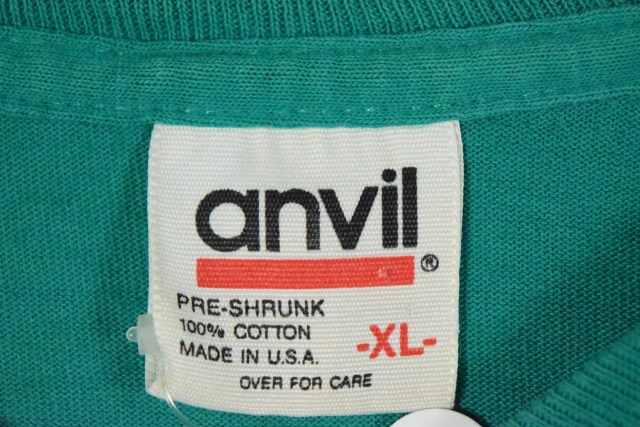 anvil®
PRE-SHRUNK
100% COTTON
MADE IN U.S.A.
-XL-
OVER FOR CARE